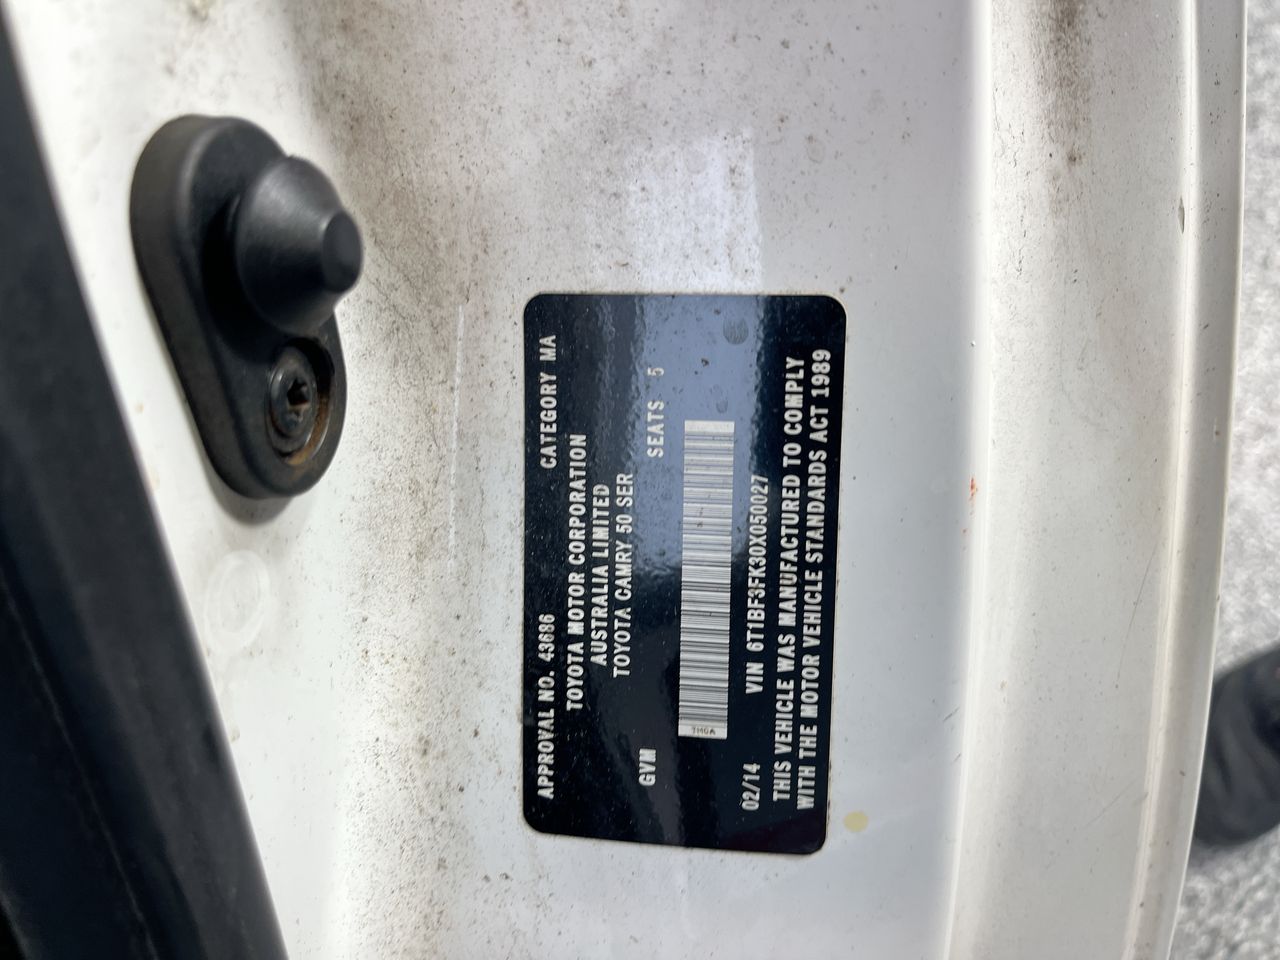 APPROVAL NO. 43686 CATEGORY MA
TOYOTA MOTOR CORPORATION
AUSTRALIA LIMITED
TOYOTA CAMRY 50 SER
GVM SEATS 5
TMCA
02/14 VIN 6T1BF3FK30X050027
THIS VEHICLE WAS MANUFACTURED TO COMPLY
WITH THE MOTOR VEHICLE STANDARDS ACT 1989